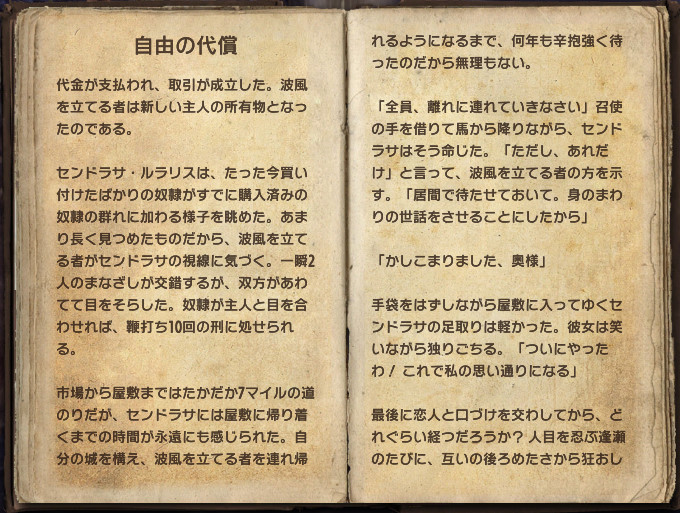 自由の代償
代金が支払われ、取引が成立した。波風
を立てる者は新しい主人の所有物となっ
たのである。
センドラサ・ルラリスは、たった今買い
付けたばかりの奴隷がすでに購入済みの
奴隷の群れに加わる様子を眺めた。あま
り長く見つめたものだから、波風を立て
る者がセンドラサの視線に気づく。一瞬2
人のまなざしが交錯するが、双方があわ
てて目をそらした。奴隷が主人と目を合
わせれば、鞭打ち10回の刑に処せられ
る。
市場から屋敷まではたかだか7マイルの道
のりだが、センドラサには屋敷に帰り着
くまでの時間が永遠にも感じられた。自
分の城を構え、波風を立てる者を連れ帰
れるようになるまで、何年も辛抱強く待
ったのだから無理もない。
「全員、離れに連れていきなさい」召使
の手を借りて馬から降りながら、センド
ラサはそう命じた。「ただし、あれだ
け」と言って、波風を立てる者の方を示
す。「居間で待たせておいて。身のまわ
りの世話をさせることにしたから」
「かしこまりました、奥様」
手袋をはずしながら屋敷に入ってゆくセ
ンドラサの足取りは軽かった。彼女は笑
いながら独りごちる。「ついにやった
わ! これで私の思い通りになる」
最後に恋人と口づけを交わしてから、ど
れぐらい経つだろうか? 人目を忍ぶ逢瀬
のたびに、互いの後ろめたさから狂おし